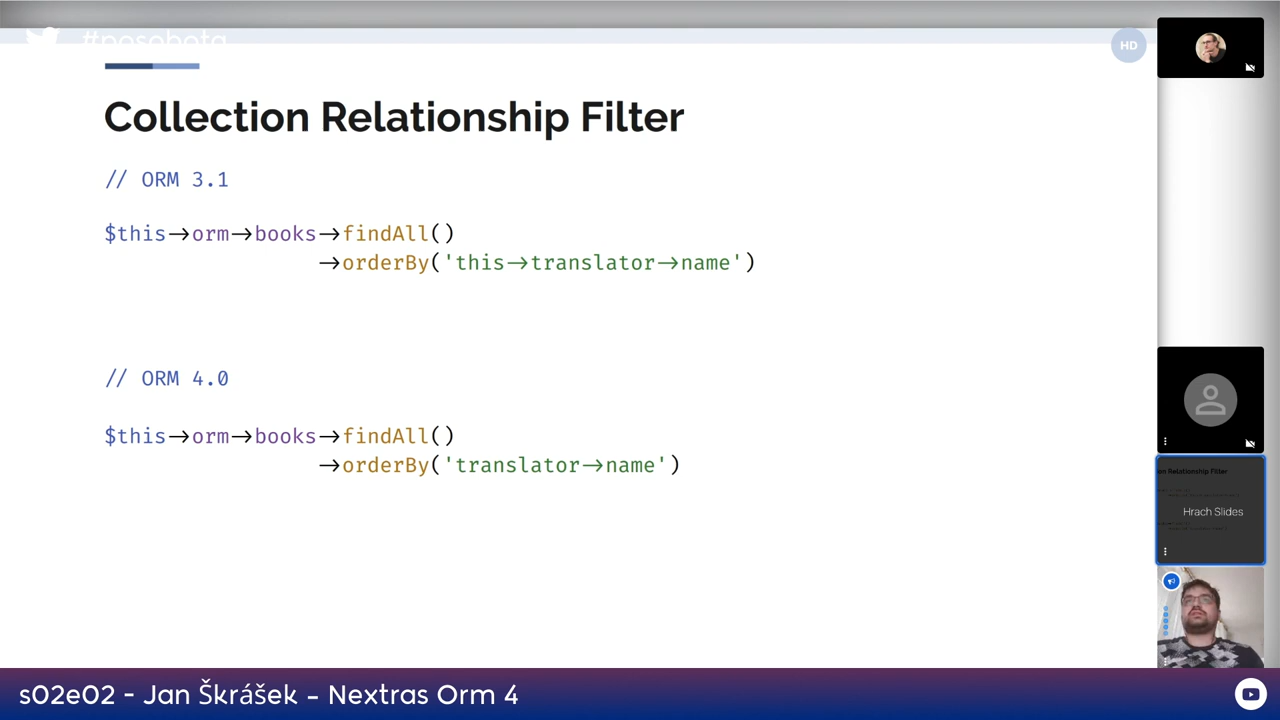 #posobota
HD
Collection Relationship Filter
// ORM 3.1
$this→orm→books→findAll()
→orderBy('this→translator→name')
// ORM 4.0
$this→orm→books→findAll()
→orderBy('translator→name')
Hrach Slides
s02e02 - Jan Škrášek – Nextras Orm 4